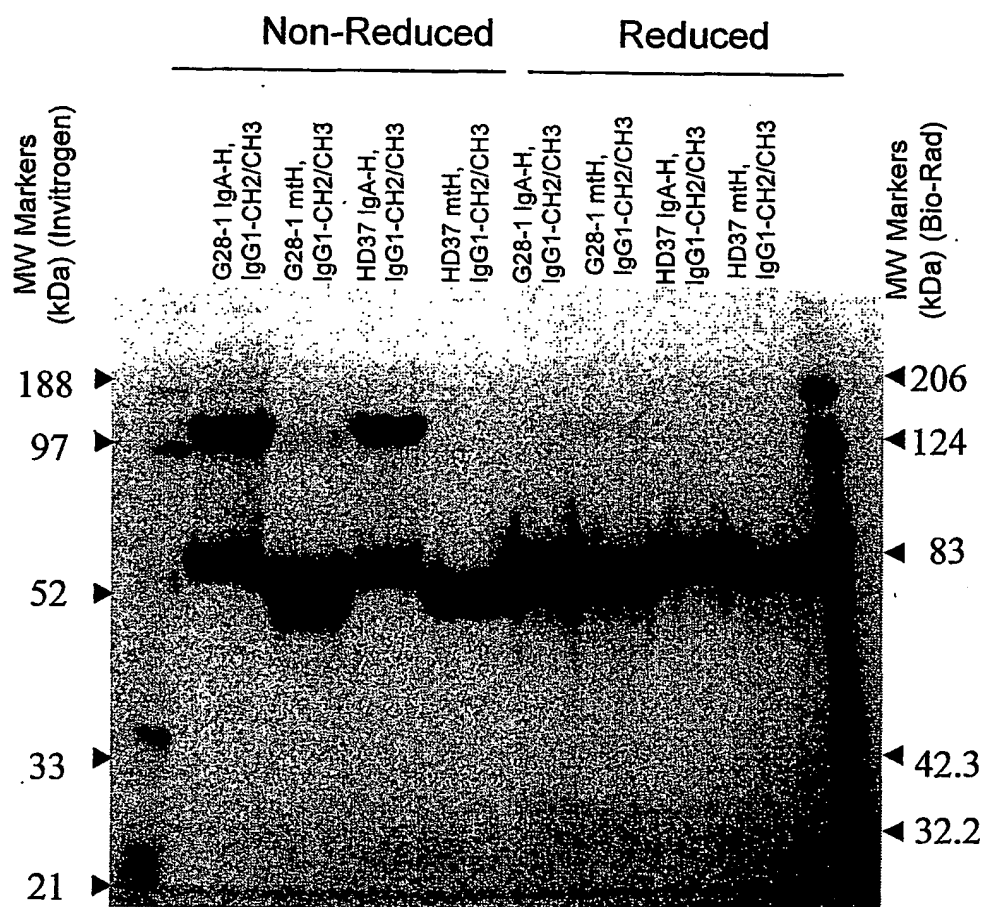 Non-Reduced
Reduced
MW Markers
(kDa) (Invitrogen)
G28-1 IgA-H,
IgG1-CH2/CH3
G28-1 mtH,
IgG1-CH2/CH3
HD37 IgA-H,
IgG1-CH2/CH3
HD37 mtH,
IgG1-CH2/CH3
G28-1 IgA-H,
IgG1-CH2/CH3
G28-1 mtH,
IgG1-CH2/CH3
HD37 IgA-H,
IgG1-CH2/CH3
HD37 mtH,
IgG1-CH2/CH3
MW Markers
(kDa) (Bio-Rad)
188
97
52
33
21
206
124
83
42.3
32.2